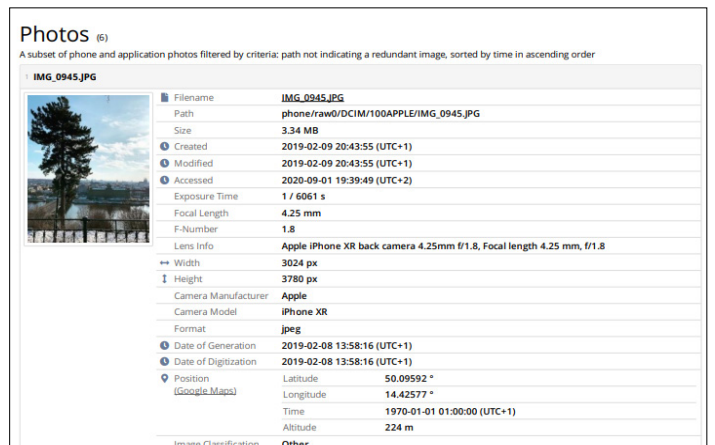 Photos (6)
A subset of phone and application photos filtered by criteria: path not indicating a redundant image, sorted by time in ascending order
IMG_0945.JPG
Filename IMG_0945.JPG
Path phone/raw0/DCIM/100APPLE/IMG_0945.JPG
Size 3.34 MB
Created 2019-02-09 20:43:55 (UTC+1)
Modified 2019-02-09 20:43:55 (UTC+1)
Accessed 2020-09-01 19:39:49 (UTC+2)
Exposure Time 1 / 6061 s
Focal Length 4.25 mm
F-Number 1.8
Lens Info Apple iPhone XR back camera 4.25mm f/1.8, Focal length 4.25 mm, f/1.8
Width 3024 px
Height 3780 px
Camera Manufacturer Apple
Camera Model iPhone XR
Format jpeg
Date of Generation 2019-02-08 13:58:16 (UTC+1)
Date of Digitization 2019-02-08 13:58:16 (UTC+1)
Position Latitude 50.09592 °
(Google Maps) Longitude 14.42577 °
Time 1970-01-01 01:00:00 (UTC+1)
Altitude 224 m
Image Classification Other